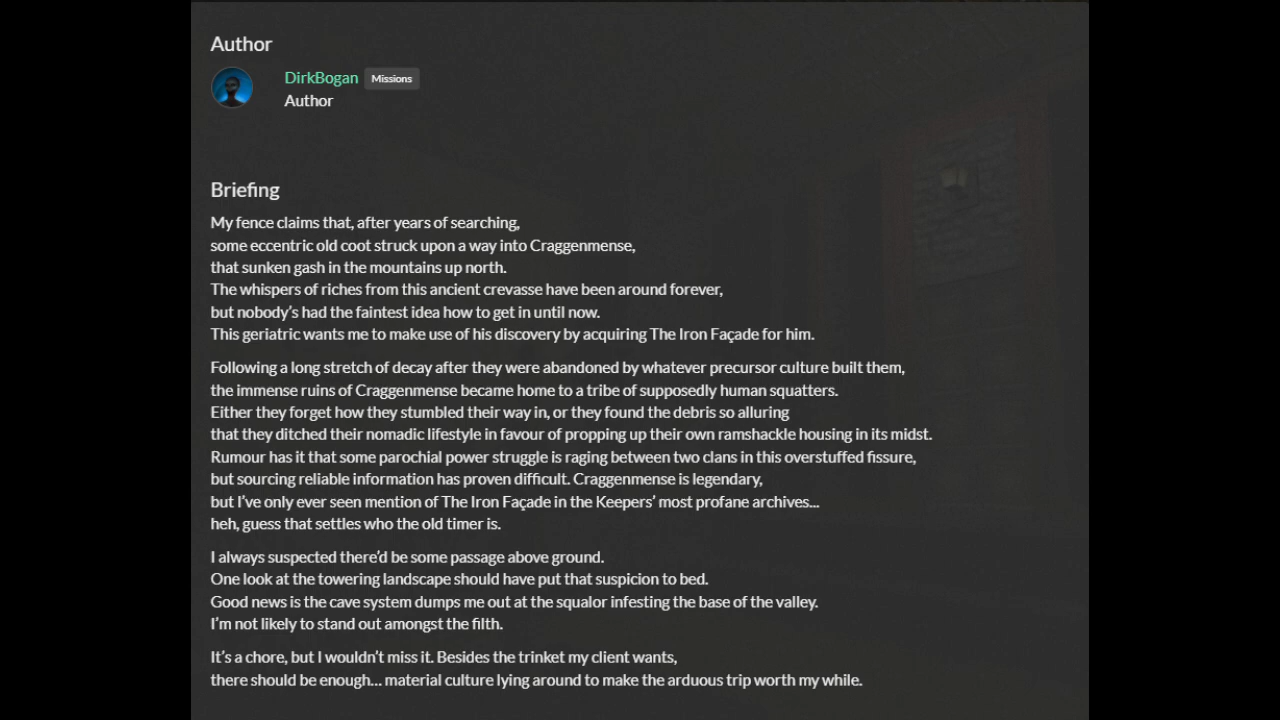 Author
DirkBogan Missions
Author
Briefing
My fence claims that, after years of searching,
some eccentric old coot struck upon a way into Craggenmense,
that sunken gash in the mountains up north.
The whispers of riches from this ancient crevasse have been around forever,
but nobody's had the faintest idea how to get in until now.
This geriatric wants me to make use of his discovery by acquiring The Iron Façade for him.
Following a long stretch of decay after they were abandoned by whatever precursor culture built them,
the immense ruins of Craggenmense became home to a tribe of supposedly human squatters.
Either they forget how they stumbled their way in, or they found the debris so alluring
that they ditched their nomadic lifestyle in favour of propping up their own ramshackle housing in its midst.
Rumour has it that some parochial power struggle is raging between two clans in this overstuffed fissure,
but sourcing reliable information has proven difficult. Craggenmense is legendary,
but I've only ever seen mention of The Iron Façade in the Keepers' most profane archives...
heh, guess that settles who the old timer is.
I always suspected there'd be some passage above ground.
One look at the towering landscape should have put that suspicion to bed.
Good news is the cave system dumps me out at the squalor infesting the base of the valley.
I'm not likely to stand out amongst the filth.
It's a chore, but I wouldn't miss it. Besides the trinket my client wants,
there should be enough... material culture lying around to make the arduous trip worth my while.